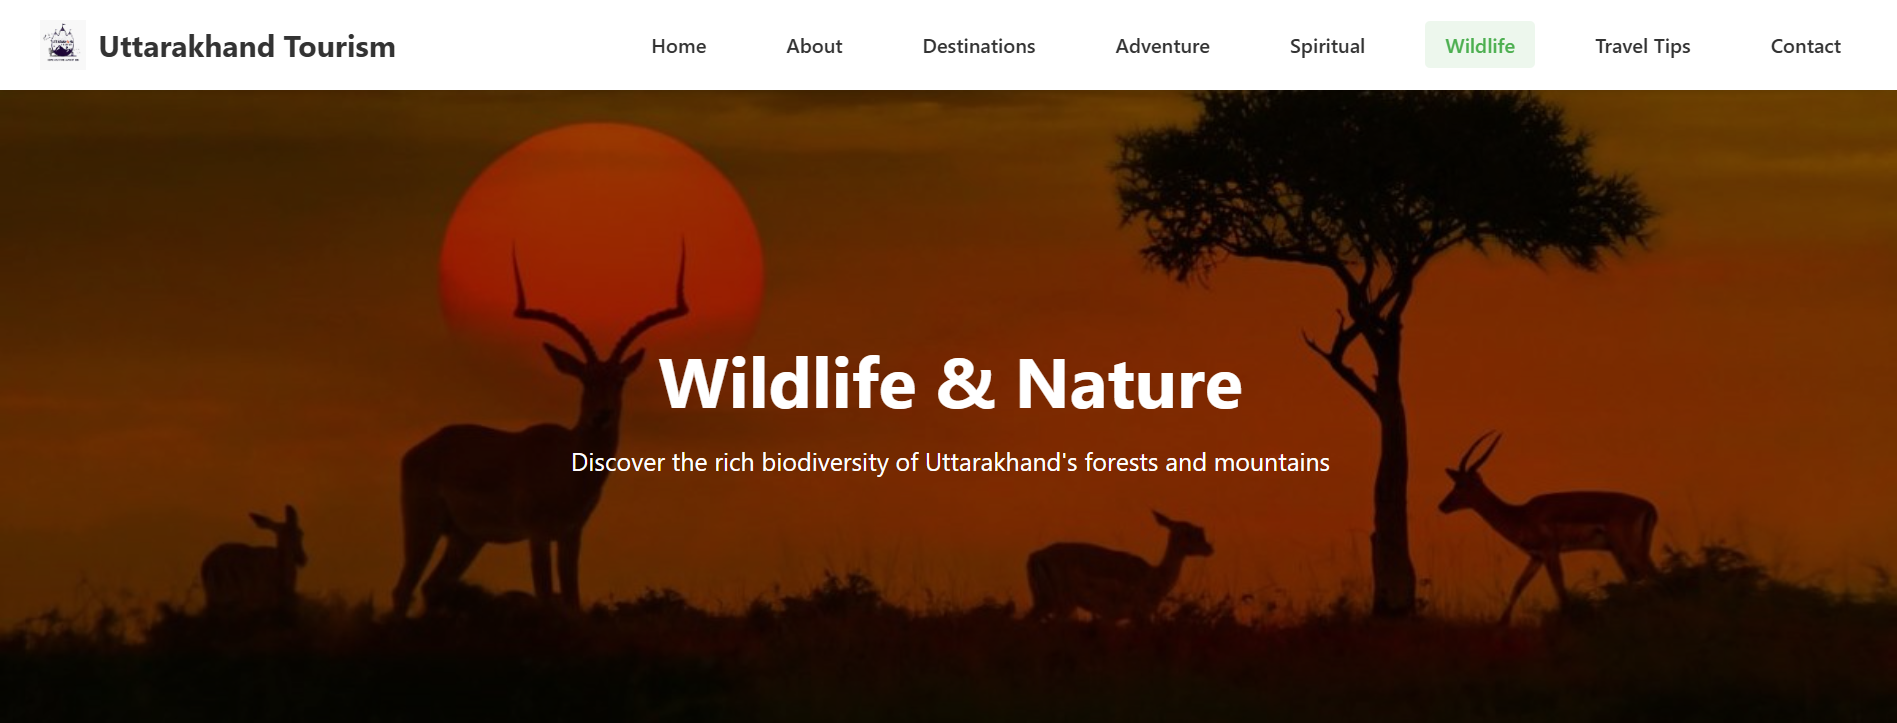 Uttarakhand Tourism
Home
About
Destinations
Adventure
Spiritual
Wildlife
Travel Tips
Contact
Wildlife & Nature
Discover the rich biodiversity of Uttarakhand's forests and mountains